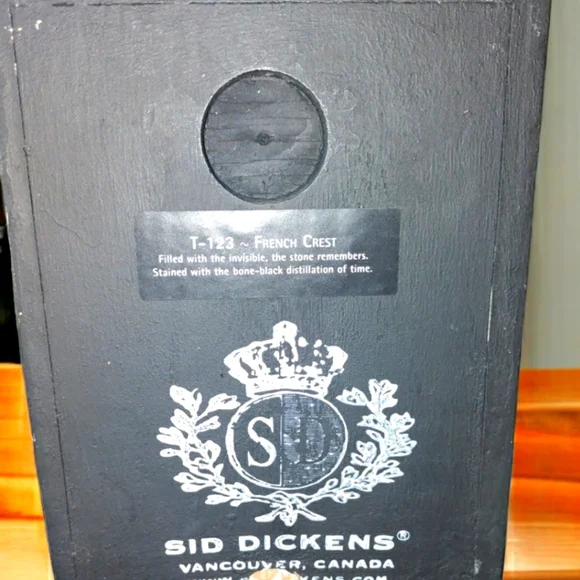 T-123 ~ FRENCH CREST
Filled with the invisible, the stone remembers.
Stained with the bone-black distillation of time.
S D
SID DICKENS®
VANCOUVER, CANADA